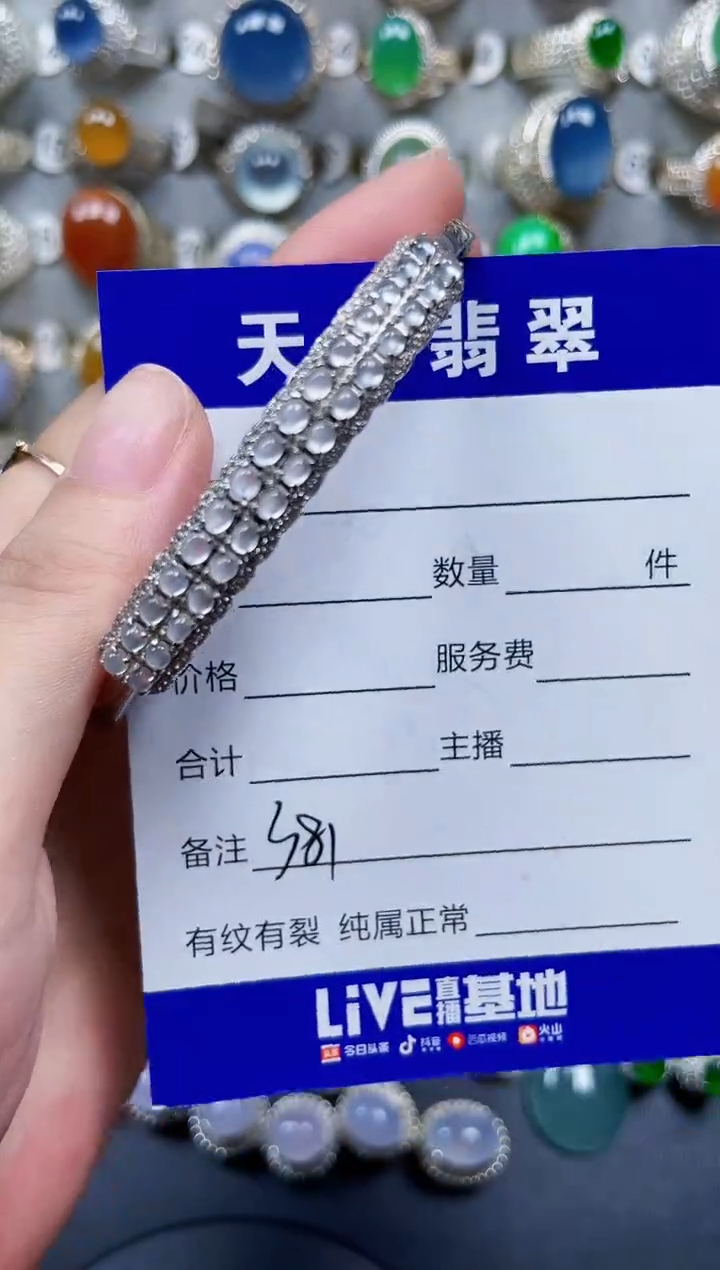 天 翡翠
数量 件
价格 服务费
合计 主播
备注
有纹有裂 纯属正常
LIVE直播基地
头条 今日头条 抖音 西瓜视频 火山